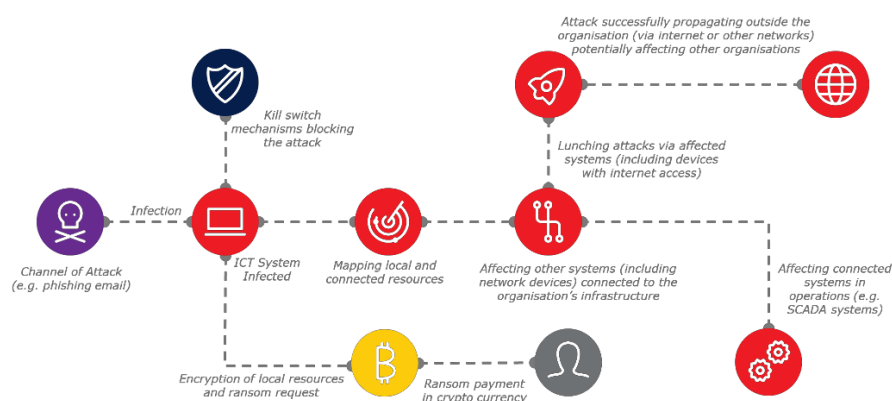 Attack successfully propagating outside the
organisation (via internet or other networks)
potentially affecting other organisations
Kill switch
mechanisms blocking
the attack
Lunching attacks via affected
systems (including devices
with internet access)
Infection
Channel of Attack
(e.g. phishing email)
ICT System
Infected
Mapping local and
connected resources
Affecting other systems (including
network devices) connected to the
organisation's infrastructure
Affecting connected
systems in
operations (e.g.
SCADA systems)
Encryption of local resources
and ransom request
Ransom payment
in crypto currency